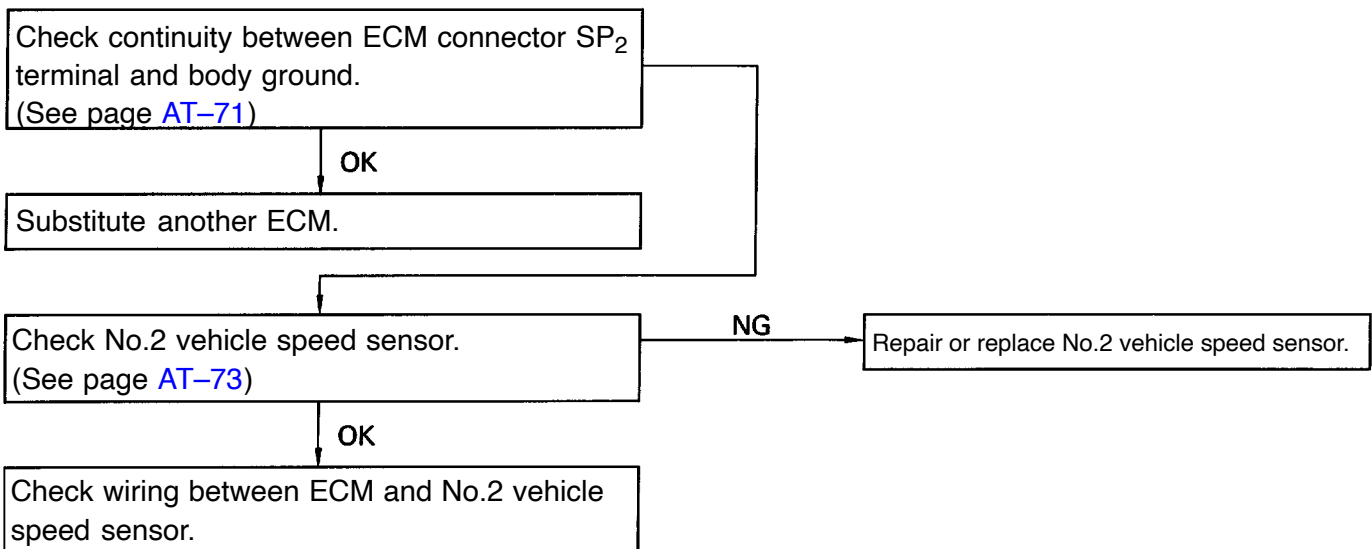 Check continuity between ECM connector SP2
terminal and body ground.
(See page AT–71)
OK
Substitute another ECM.
Check No.2 vehicle speed sensor.
(See page AT–73)
NG
Repair or replace No.2 vehicle speed sensor.
OK
Check wiring between ECM and No.2 vehicle
speed sensor.